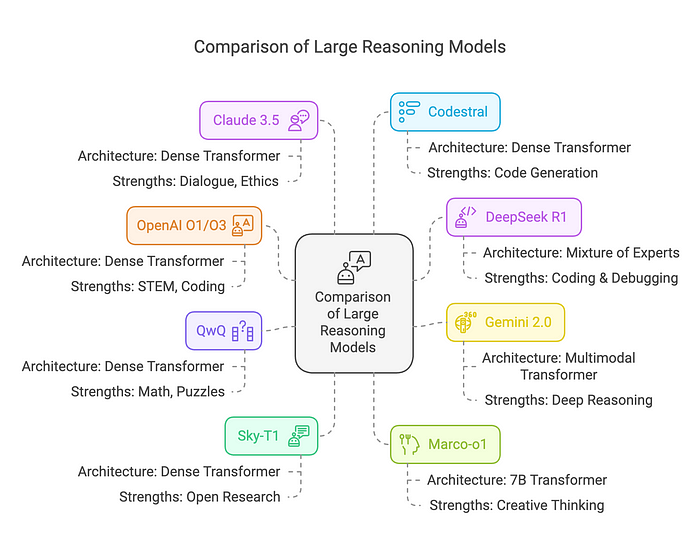 Comparison of Large Reasoning Models
Claude 3.5
Architecture: Dense Transformer
Strengths: Dialogue, Ethics
OpenAI O1/O3
A
Architecture: Dense Transformer
Strengths: STEM, Coding
QwQ
?
Architecture: Dense Transformer
Strengths: Math, Puzzles
Sky-T1
Architecture: Dense Transformer
Strengths: Open Research
A
Comparison
of Large
Reasoning
Models
Codestral
Architecture: Dense Transformer
Strengths: Code Generation
</>
DeepSeek R1
Architecture: Mixture of Experts
Strengths: Coding & Debugging
360
Gemini 2.0
Architecture: Multimodal
Transformer
Strengths: Deep Reasoning
Marco-o1
Architecture: 7B Transformer
Strengths: Creative Thinking